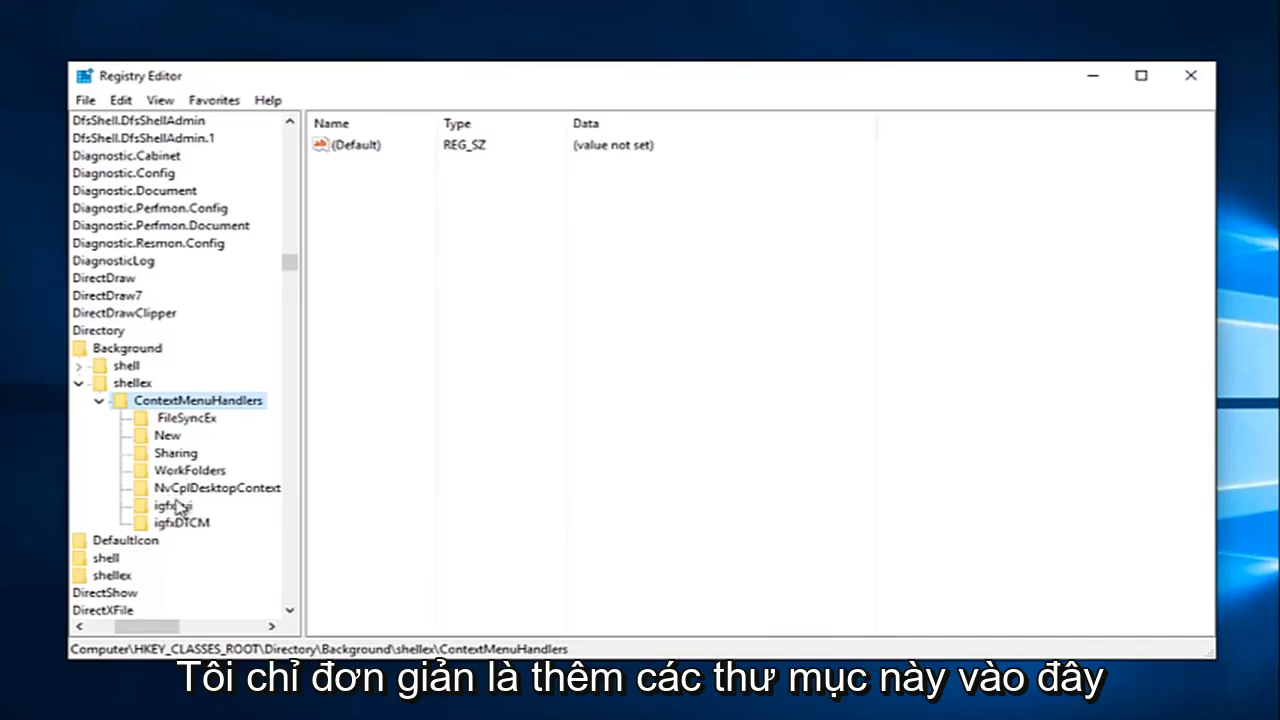 Registry Editor
File Edit View Favorites Help
DfsShell.DfsShellAdmin
DfsShell.DfsShellAdmin.1
Diagnostic.Cabinet
Diagnostic.Config
Diagnostic.Document
Diagnostic.Perfmon.Config
Diagnostic.Perfmon.Document
Diagnostic.Resmon.Config
DiagnosticLog
DirectDraw
DirectDraw7
DirectDrawClipper
Directory
Background
shell
shellex
ContextMenuHandlers
FileSyncEx
New
Sharing
WorkFolders
NvCplDesktopContext
igfxDTCM
DefaultIcon
shell
shellex
DirectShow
DirectXFile
Name Type Data
ab (Default) REG_SZ (value not set)
Computer\HKEY_CLASSES_ROOT\Directory\Background\shellex\ContextMenuHandlers
Tôi chỉ đơn giản là thêm các thư mục này vào đây